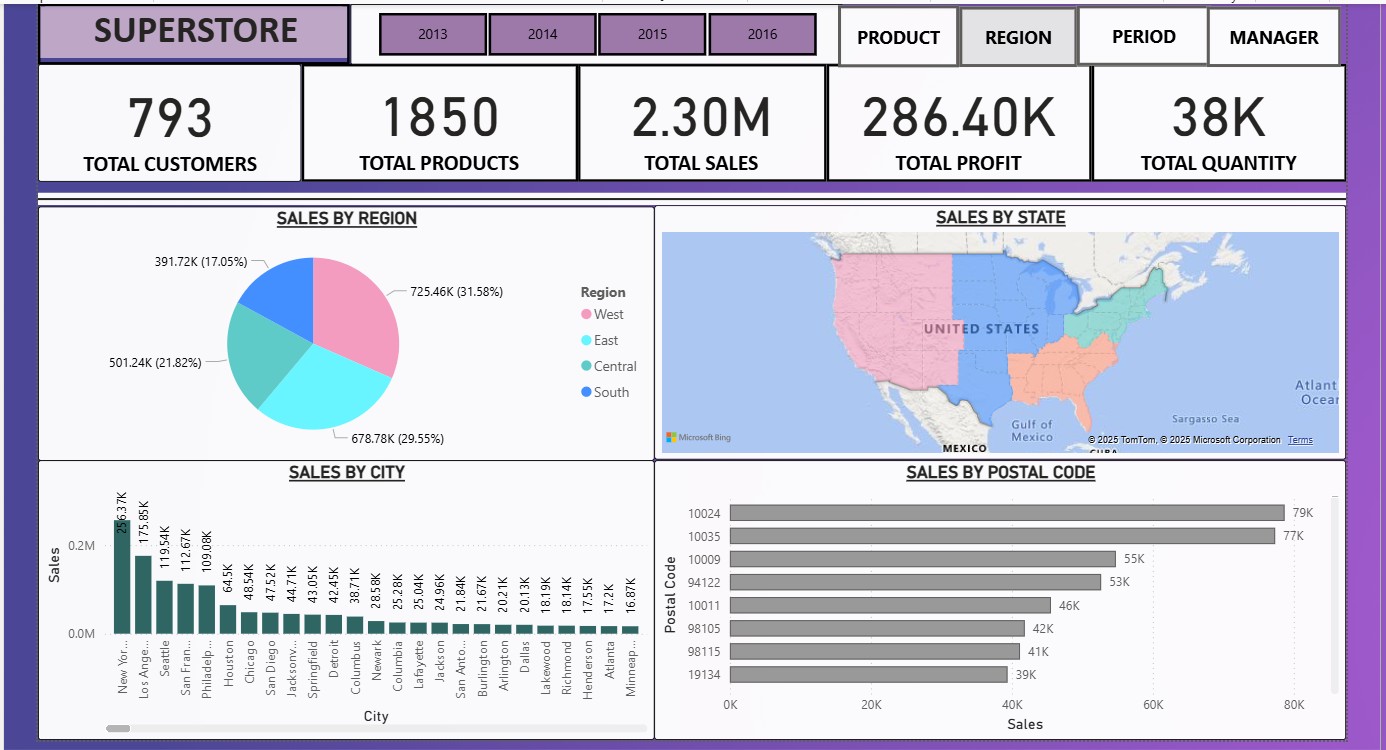 SUPERSTORE
2013
2014
2015
2016
PRODUCT
REGION
PERIOD
MANAGER
793
TOTAL CUSTOMERS
1850
TOTAL PRODUCTS
2.30M
TOTAL SALES
286.40K
TOTAL PROFIT
38K
TOTAL QUANTITY
SALES BY REGION
391.72K (17.05%)
725.46K (31.58%)
501.24K (21.82%)
678.78K (29.55%)
Region
West
East
Central
South
SALES BY STATE
UNITED STATES
Atlant
Ocear
Sargasso Sea
Gulf of
Mexico
MEXICO
CUBA
Microsoft Bing
© 2025 TomTom, © 2025 Microsoft Corporation Terms
SALES BY CITY
Sales
0.2M
0.0M
256.37K
175.85K
119.54K
112.67K
109.08K
64.5K
48.54K
47.52K
44.71K
43.05K
42.45K
38.71K
28.58K
25.28K
25.04K
24.96K
21.84K
21.67K
20.21K
20.13K
18.19K
18.14K
17.55K
17.2K
16.87K
New Yor...
Los Ange...
Seattle
San Fran...
Philadelp...
Houston
Chicago
San Diego
Jacksonv...
Springfield
Detroit
Columbus
Newark
Columbia
Lafayette
Jackson
San Anto...
Burlington
Arlington
Dallas
Lakewood
Richmond
Henderson
Atlanta
Minneap...
City
SALES BY POSTAL CODE
Postal Code
10024 79K
10035 77K
10009 55K
94122 53K
10011 46K
98105 42K
98115 41K
19134 39K
0K 20K 40K 60K 80K
Sales